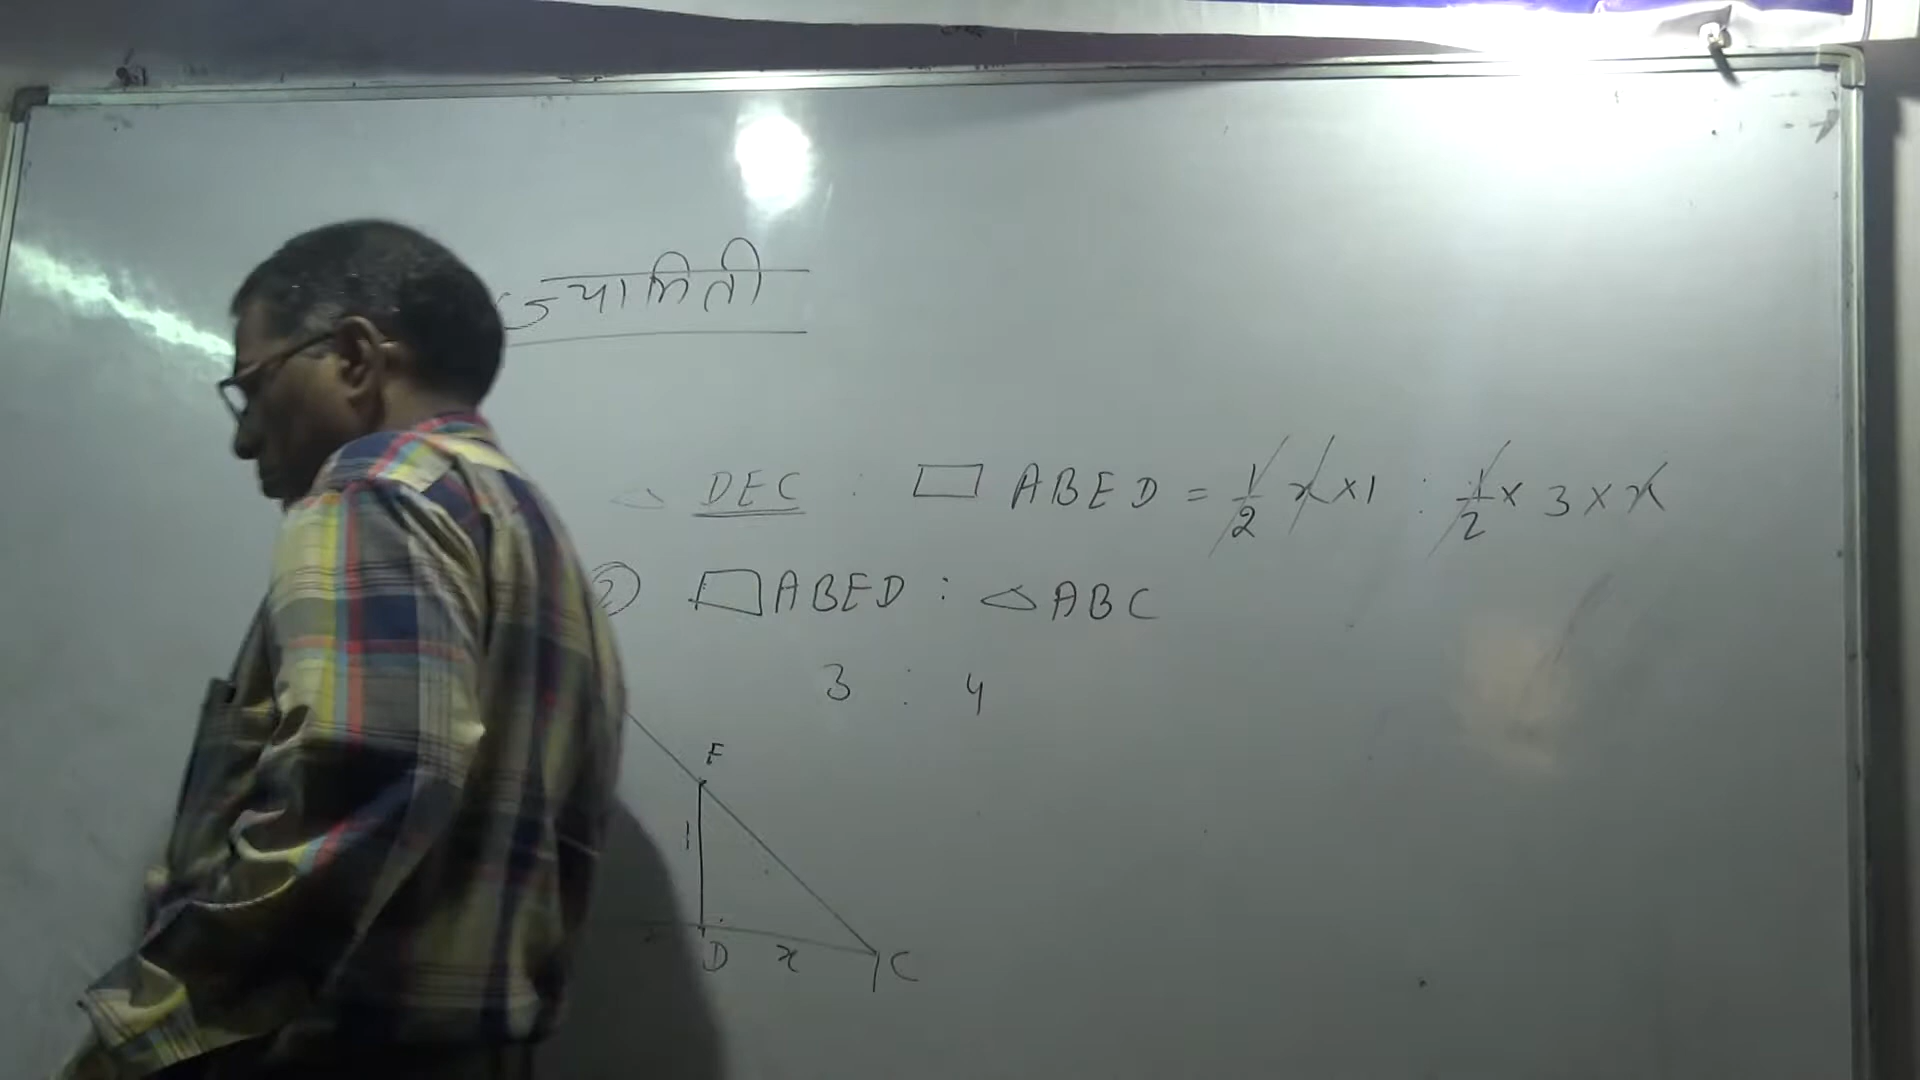 ज्यामिती
△ DEC : ▭ ABED = 1/2 x × 1 : 1/2 × 3 × x
2) ▱ ABED : △ ABC
3 : 4
E
1
D x C